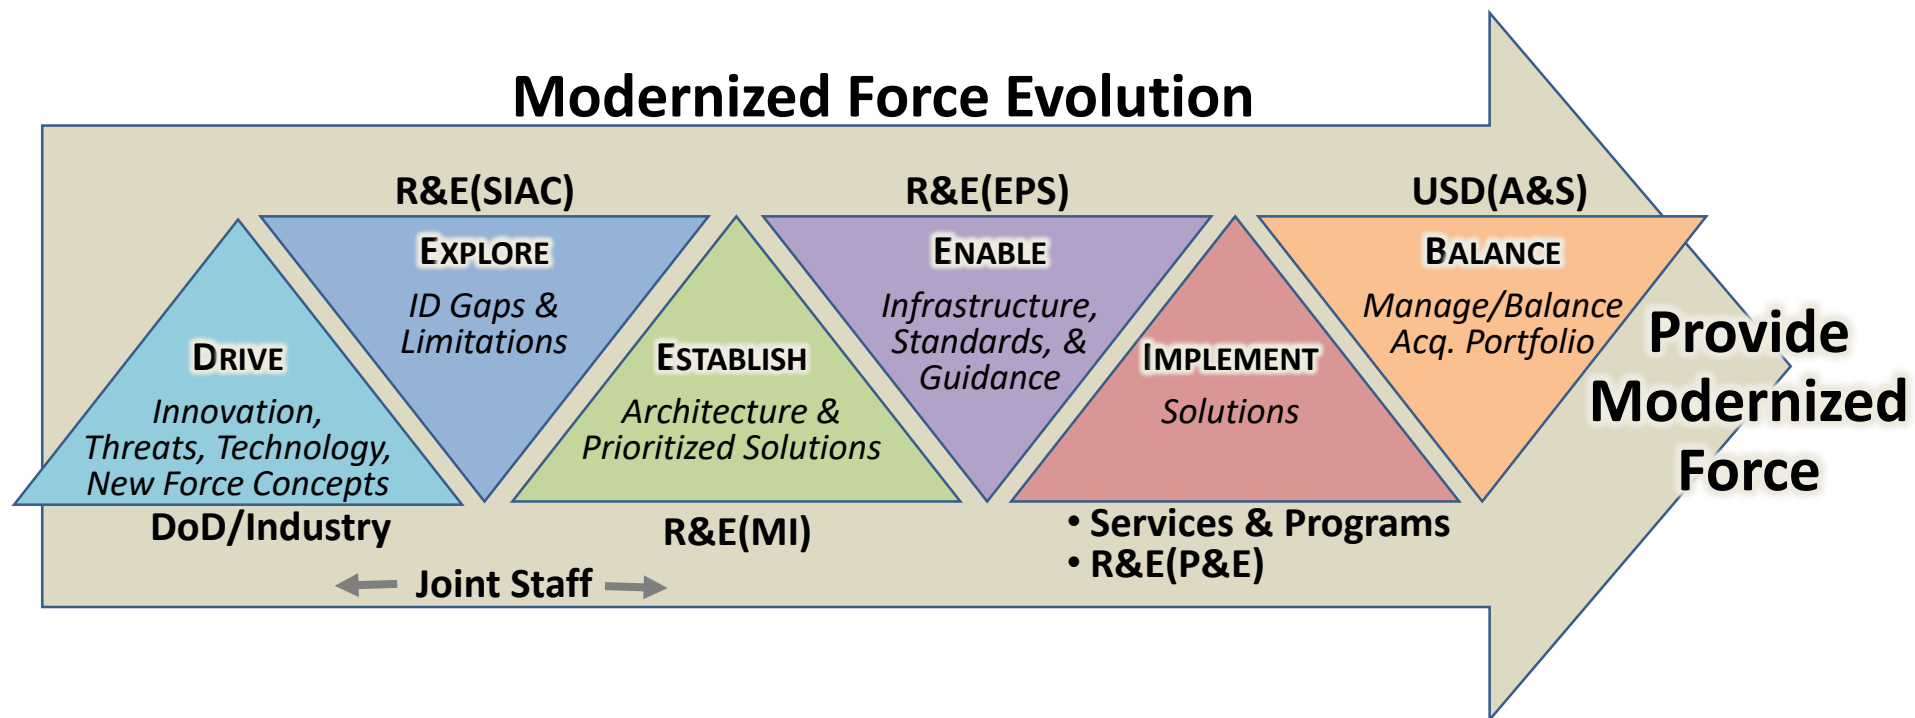 Modernized Force Evolution
R&E(SIAC)
R&E(EPS)
USD(A&S)
DRIVE
Innovation,
Threats, Technology,
New Force Concepts
DoD/Industry
EXPLORE
ID Gaps &
Limitations
ESTABLISH
Architecture &
Prioritized Solutions
R&E(MI)
Joint Staff
ENABLE
Infrastructure,
Standards, &
Guidance
IMPLEMENT
Solutions
• Services & Programs
• R&E(P&E)
BALANCE
Manage/Balance
Acq. Portfolio
Provide
Modernized
Force